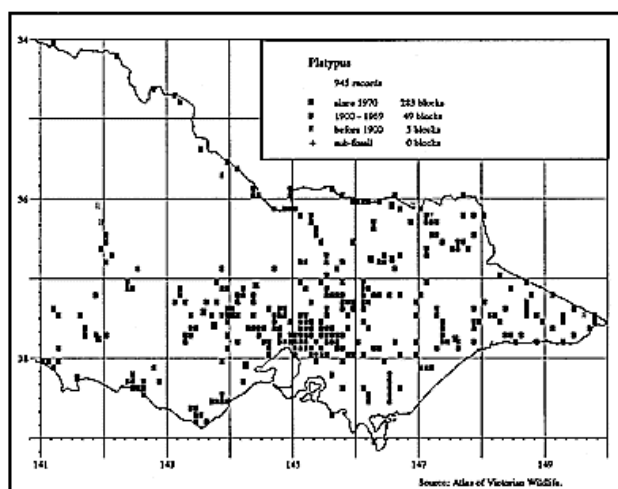 34
Platypus
945 records
since 1970 283 blocks
1900 - 1969 49 blocks
before 1900 5 blocks
sub-fossil 0 blocks
36
38
141 143 145 147 149
Source: Atlas of Victorian Wildlife.